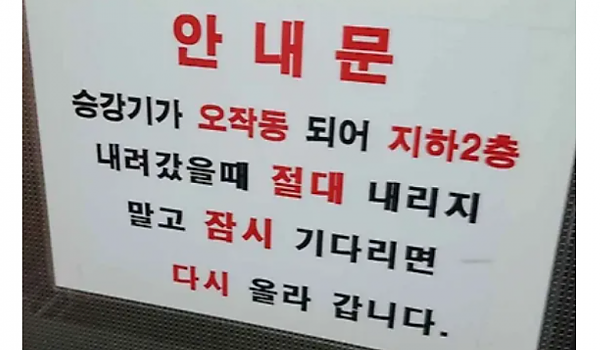 안내문
승강기가 오작동 되어 지하2층
내려갔을때 절대 내리지
말고 잠시 기다리면
다시 올라 갑니다.